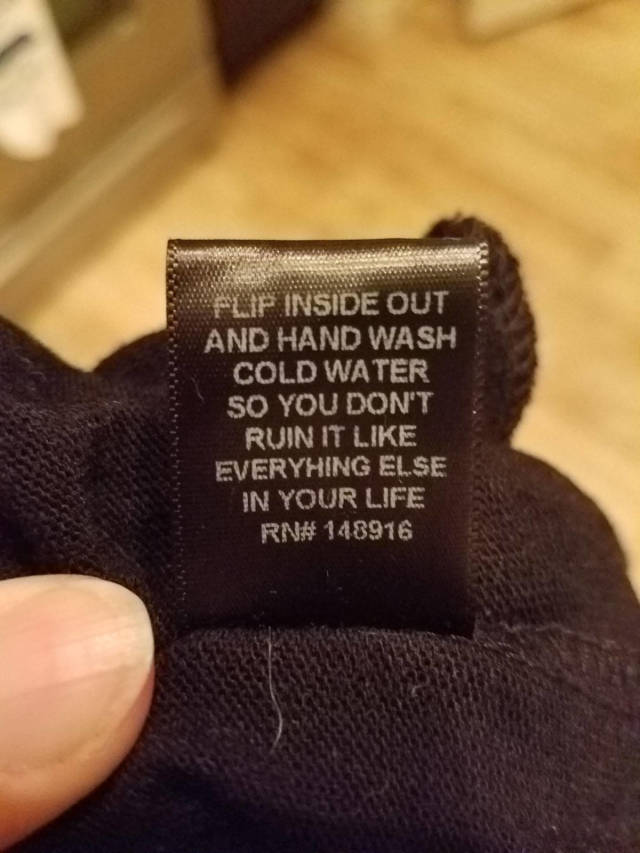 FLIP INSIDE OUT
AND HAND WASH
COLD WATER
SO YOU DON'T
RUIN IT LIKE
EVERYHING ELSE
IN YOUR LIFE
RN# 148916